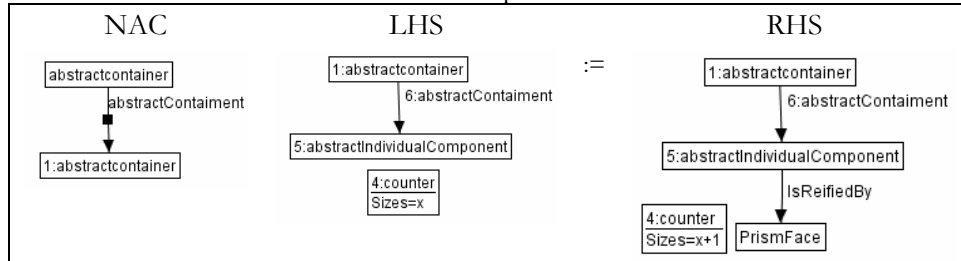 NAC LHS RHS
abstractcontainer
abstractContaiment
1:abstractcontainer
1:abstractcontainer
6:abstractContaiment
5:abstractIndividualComponent
4:counter
Sizes=x
:=
1:abstractcontainer
6:abstractContaiment
5:abstractIndividualComponent
IsReifiedBy
4:counter
Sizes=x+1
PrismFace